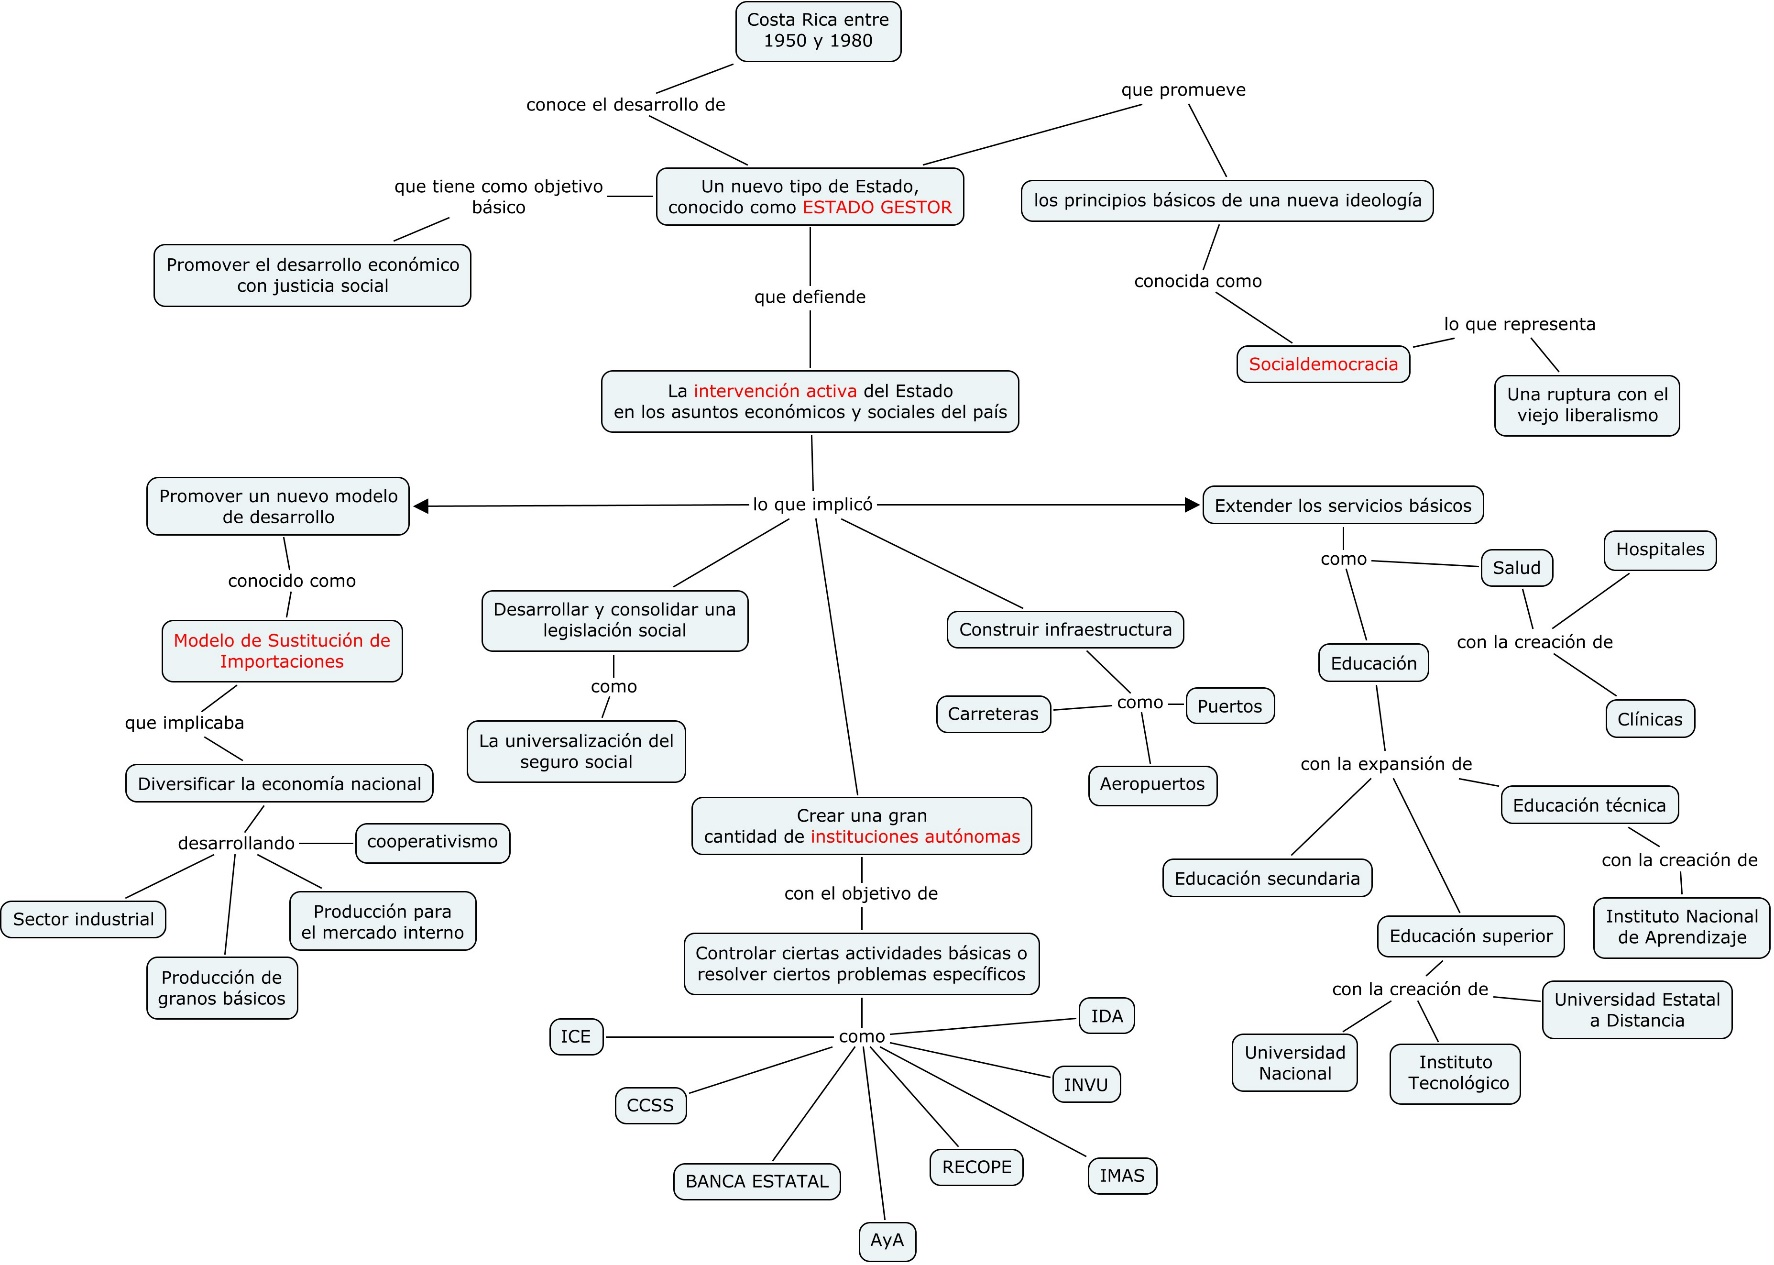 Costa Rica entre
1950 y 1980
conoce el desarrollo de
que promueve
que tiene como objetivo
básico
Un nuevo tipo de Estado,
conocido como ESTADO GESTOR
los principios básicos de una nueva ideología
Promover el desarrollo económico
con justicia social
que defiende
conocida como
lo que representa
Socialdemocracia
Una ruptura con el
viejo liberalismo
La intervención activa del Estado
en los asuntos económicos y sociales del país
lo que implicó
Promover un nuevo modelo
de desarrollo
conocido como
Modelo de Sustitución de
Importaciones
que implicaba
Diversificar la economía nacional
desarrollando
cooperativismo
Sector industrial
Producción para
el mercado interno
Producción de
granos básicos
Desarrollar y consolidar una
legislación social
como
La universalización del
seguro social
Crear una gran
cantidad de instituciones autónomas
con el objetivo de
Controlar ciertas actividades básicas o
resolver ciertos problemas específicos
como
ICE
CCSS
BANCA ESTATAL
AyA
RECOPE
IMAS
INVU
IDA
Construir infraestructura
como
Carreteras
Puertos
Aeropuertos
Extender los servicios básicos
como
Salud
Hospitales
con la creación de
Clínicas
Educación
con la expansión de
Educación técnica
con la creación de
Instituto Nacional
de Aprendizaje
Educación secundaria
Educación superior
con la creación de
Universidad Estatal
a Distancia
Universidad
Nacional
Instituto
Tecnológico